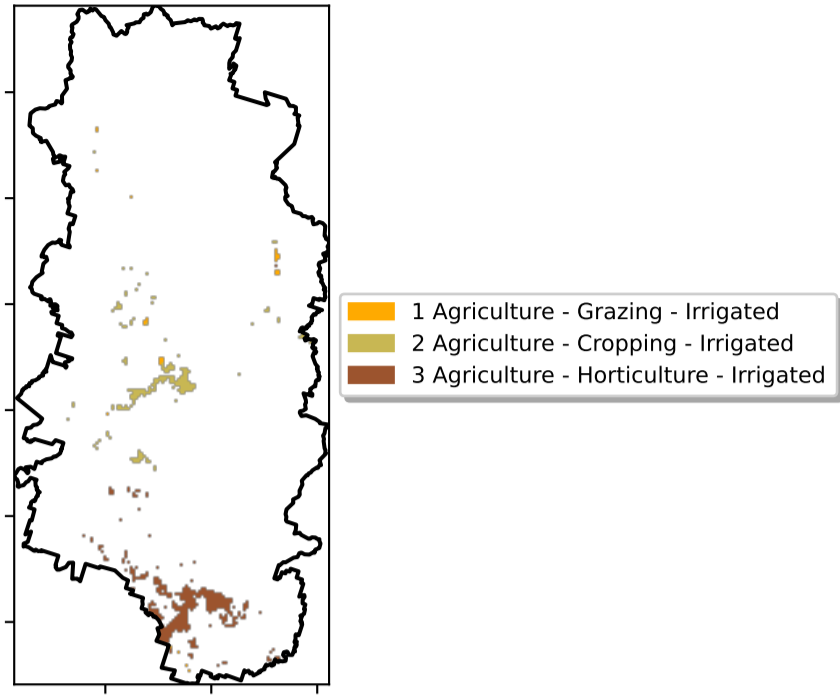 1 Agriculture - Grazing - Irrigated
2 Agriculture - Cropping - Irrigated
3 Agriculture - Horticulture - Irrigated